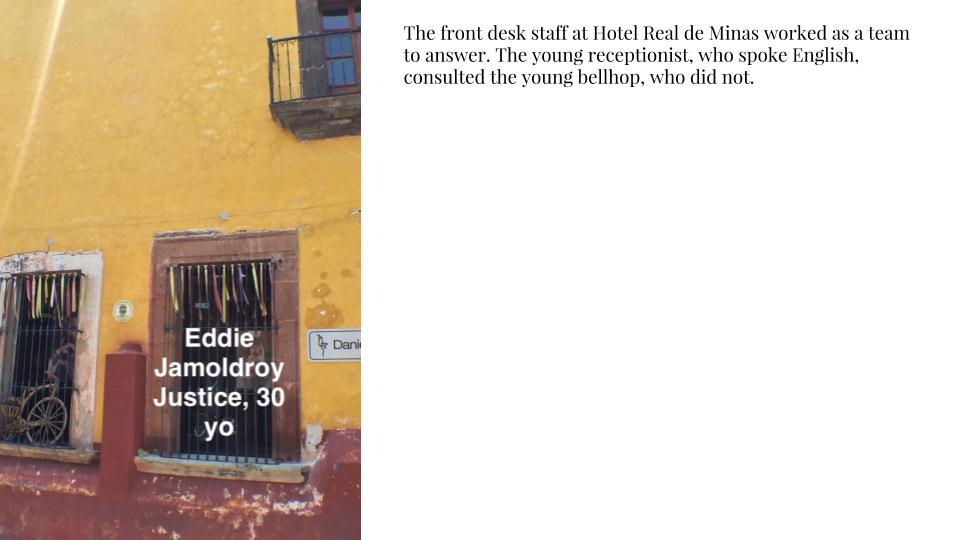 The front desk staff at Hotel Real de Minas worked as a team
to answer. The young receptionist, who spoke English,
consulted the young bellhop, who did not.
Eddie
Jamoldroy
Justice, 30
yo